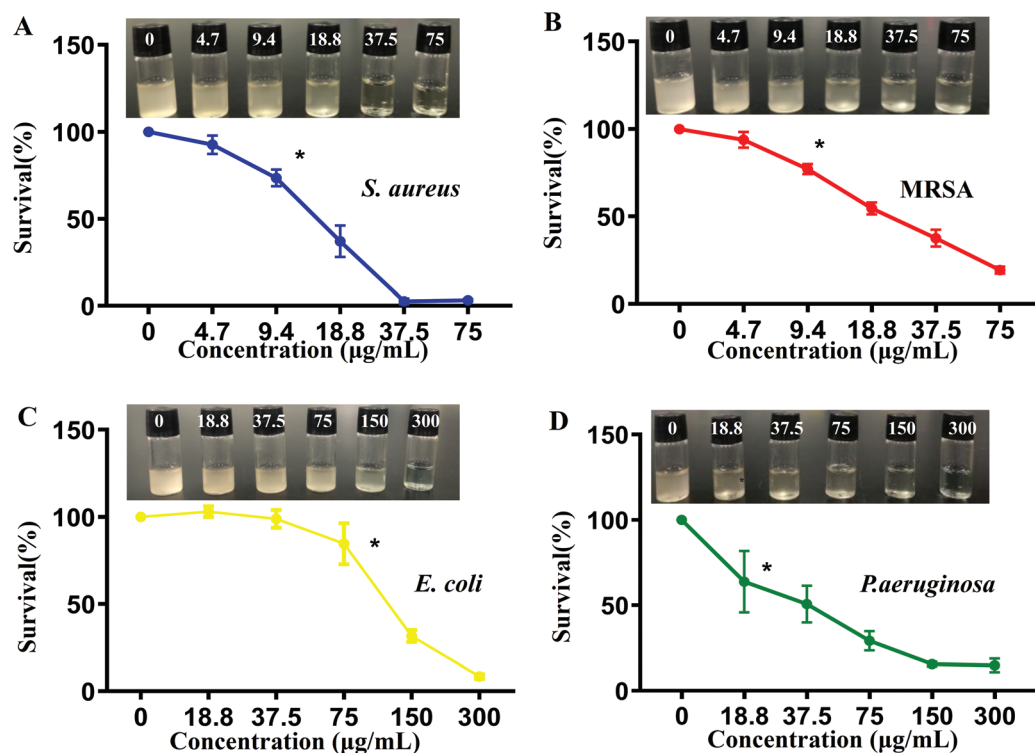 A
0 4.7 9.4 18.8 37.5 75
150
100
50
0
Survival(%)
*
S. aureus
0 4.7 9.4 18.8 37.5 75
Concentration (μg/mL)
B
0 4.7 9.4 18.8 37.5 75
150
100
50
0
Survival(%)
*
MRSA
0 4.7 9.4 18.8 37.5 75
Concentration (μg/mL)
C
0 18.8 37.5 75 150 300
150
100
50
0
Survival(%)
*
E. coli
0 18.8 37.5 75 150 300
Concentration (μg/mL)
D
0 18.8 37.5 75 150 300
150
100
50
0
Survival(%)
*
P.aeruginosa
0 18.8 37.5 75 150 300
Concentration (μg/mL)